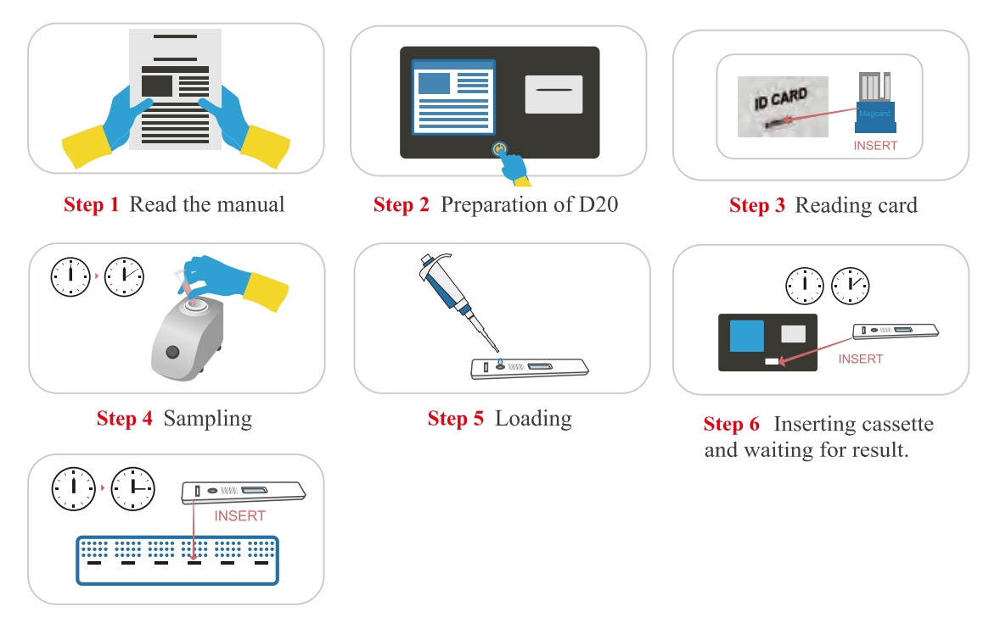 ID CARD
Magcard
INSERT
Step 1 Read the manual
Step 2 Preparation of D20
Step 3 Reading card
INSERT
Step 4 Sampling
Step 5 Loading
Step 6 Inserting cassette
and waiting for result.
INSERT